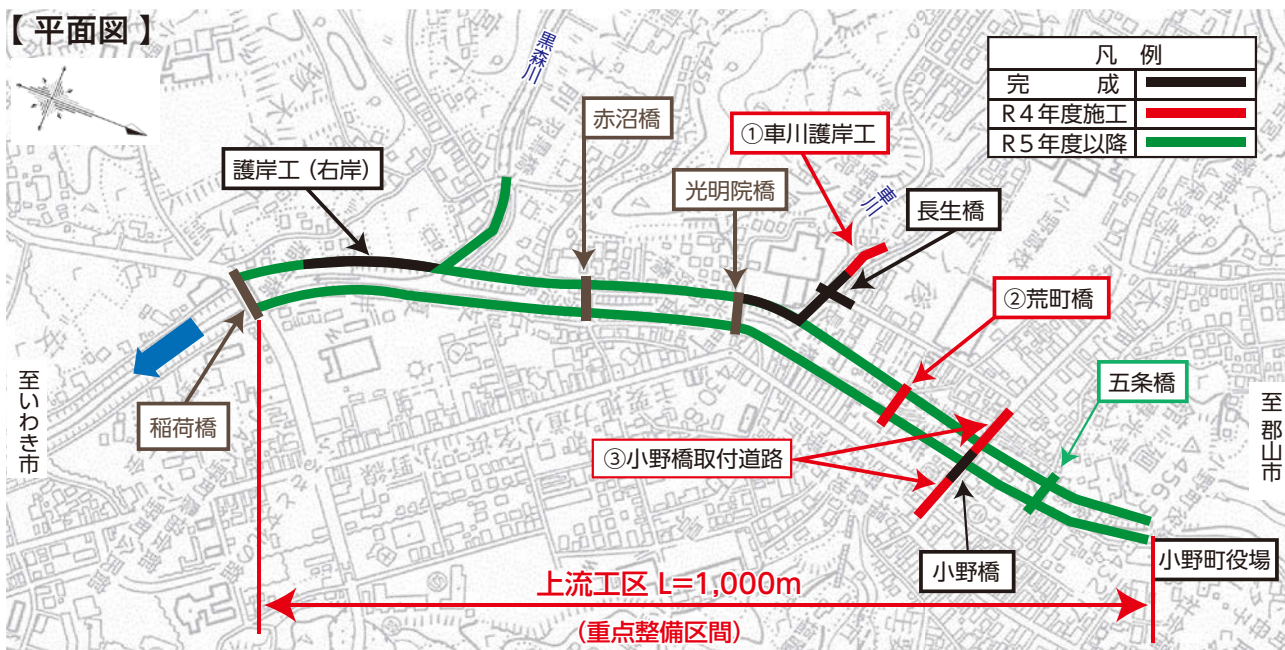 【 平面図 】
凡 例
完 成
R4年度施工
R5年度以降
黒森川
赤沼橋
①車川護岸工
護岸工（右岸）
光明院橋
車川
長生橋
②荒町橋
五条橋
至いわき市
至郡山市
稲荷橋
③小野橋取付道路
小野橋
小野町役場
上流工区 L=1,000m
(重点整備区間)